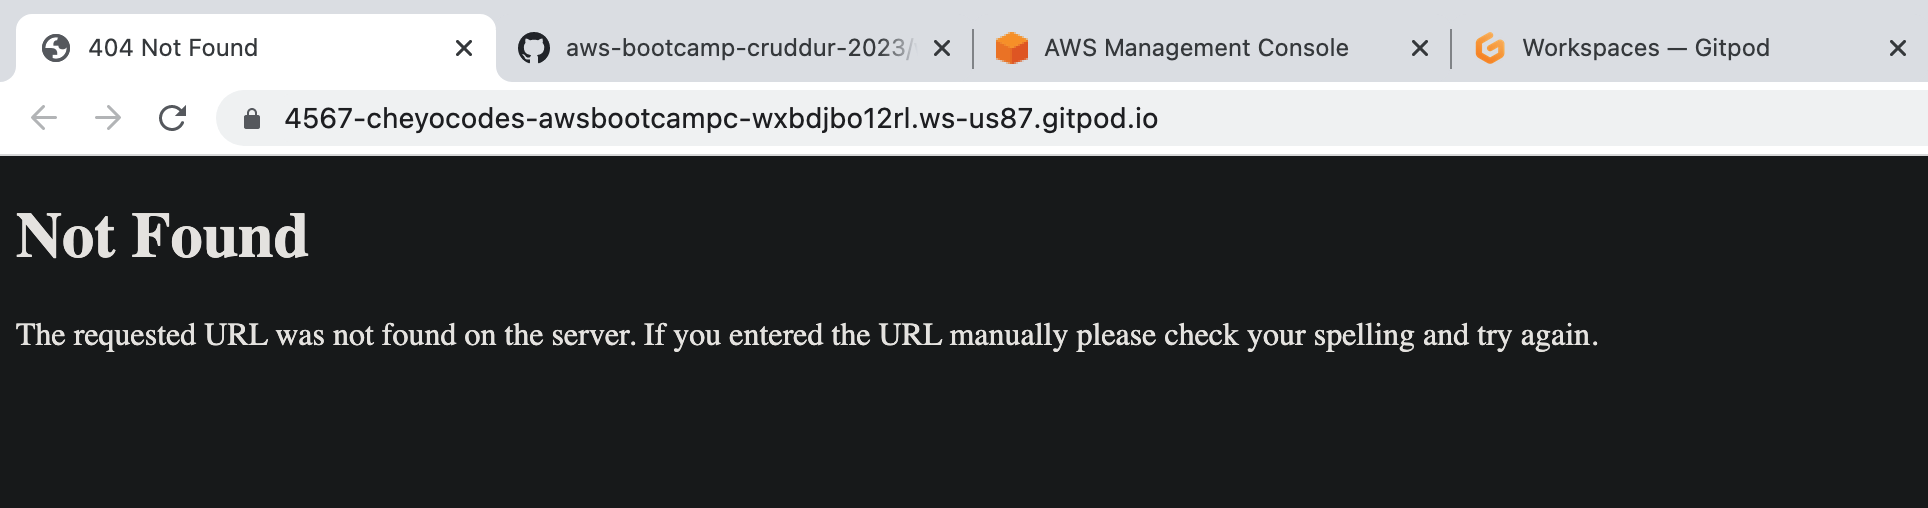 404 Not Found
aws-bootcamp-cruddur-2023/
AWS Management Console
Workspaces — Gitpod
4567-cheyocodes-awsbootcampc-wxbdjbo12rl.ws-us87.gitpod.io
Not Found
The requested URL was not found on the server. If you entered the URL manually please check your spelling and try again.